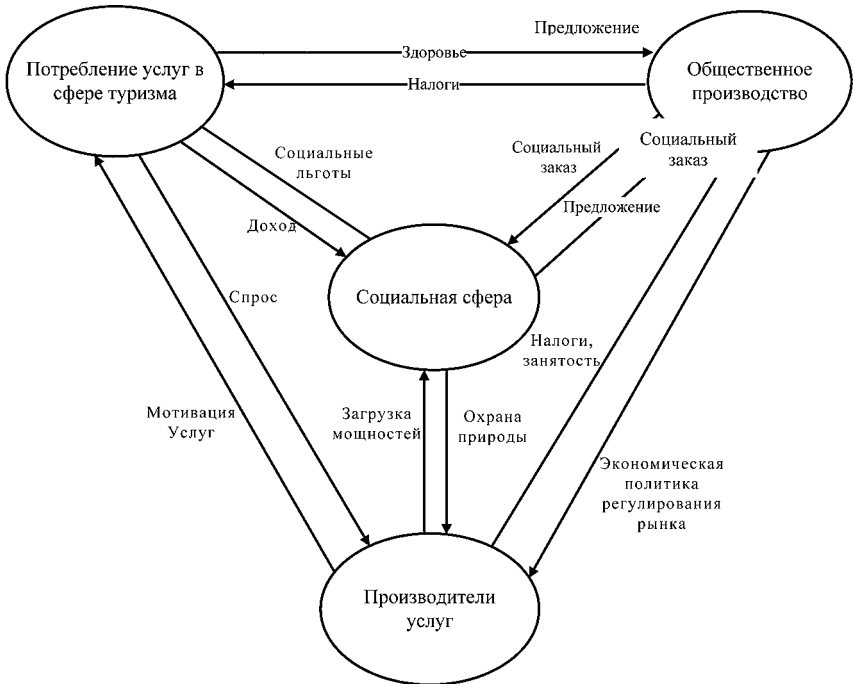 Предложение
Здоровье
Потребление услуг в
сфере туризма
Общественное
производство
Налоги
Социальные
льготы
Социальный
заказ
Социальный
заказ
Доход
Предложение
Социальная сфера
Спрос
Налоги,
занятость
Мотивация
Услуг
Загрузка
мощностей
Охрана
природы
Экономическая
политика
регулирования
рынка
Производители
услуг